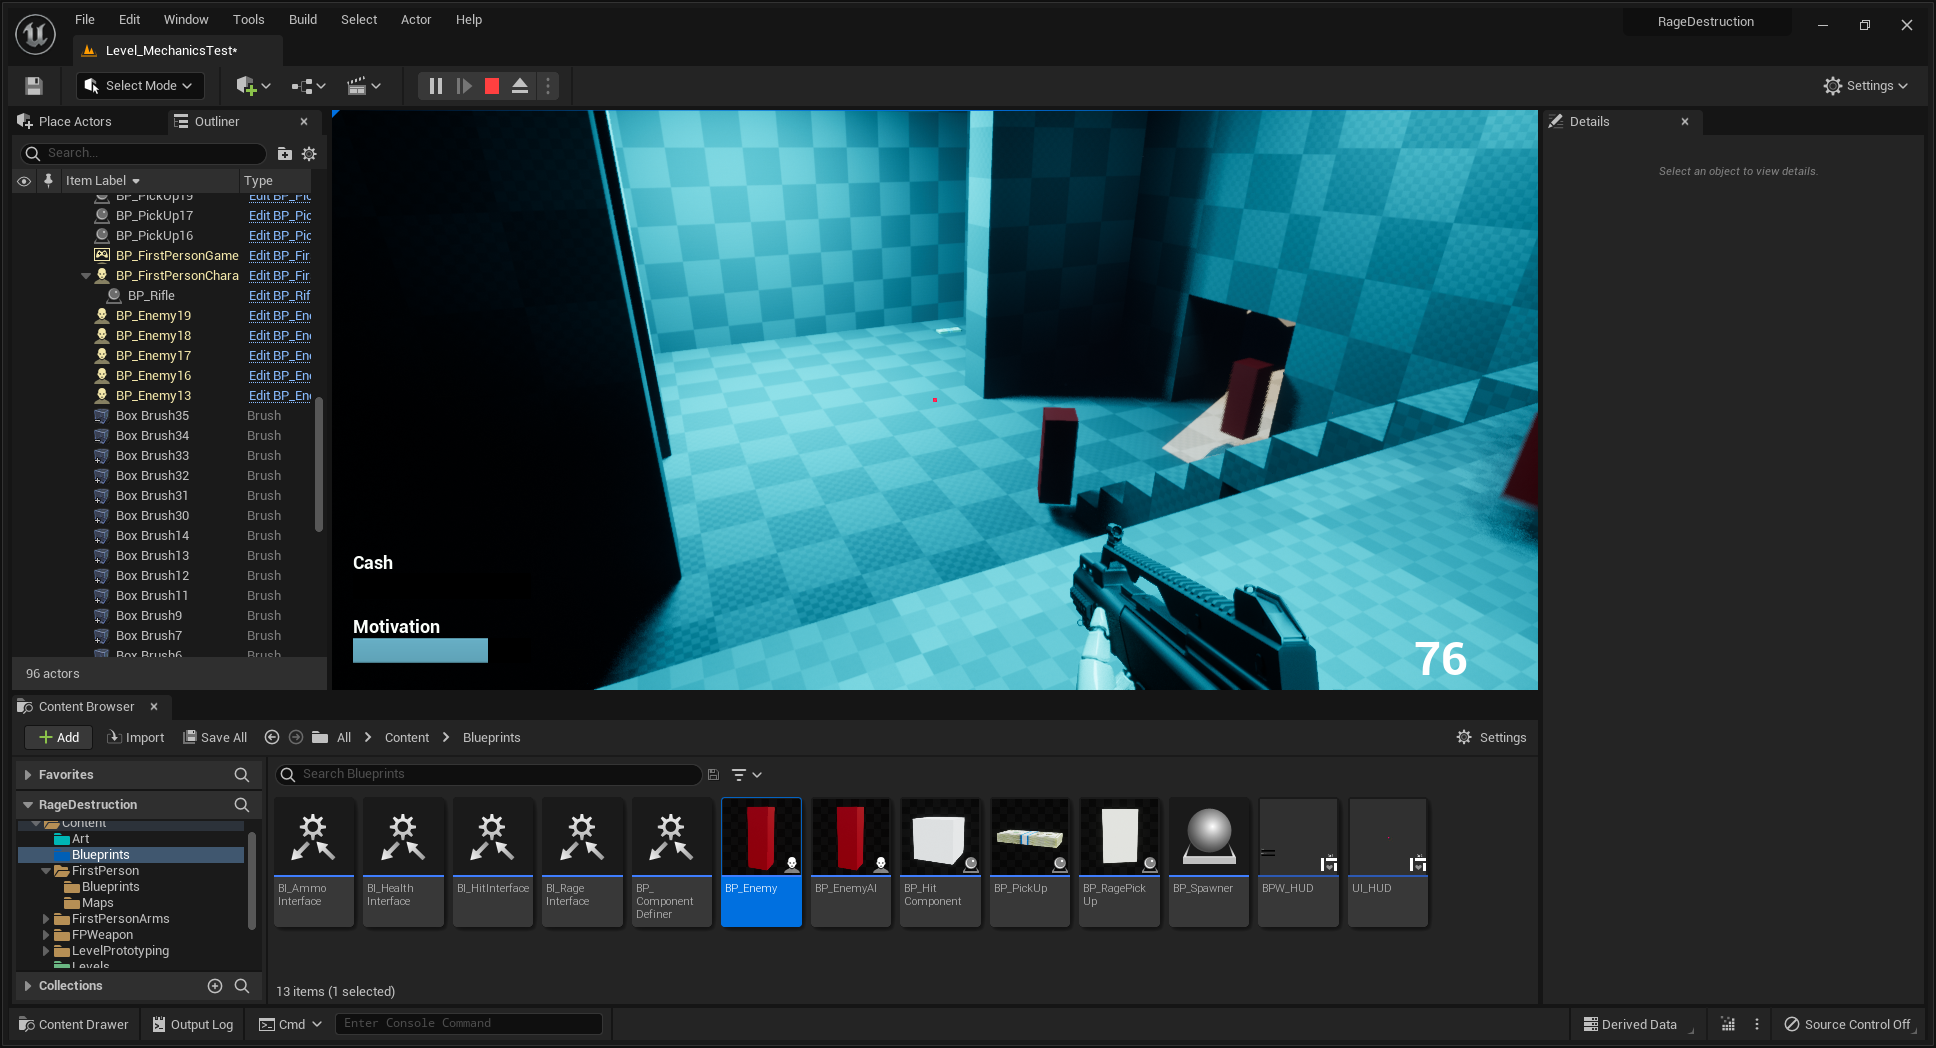 File Edit Window Tools Build Select Actor Help
RageDestruction
Level_MechanicsTest*
Select Mode
Settings
Place Actors
Outliner
Details
Search...
Select an object to view details.
Item Label
Type
BP_PickUp19 Edit BP_Pic
BP_PickUp17 Edit BP_Pic
BP_PickUp16 Edit BP_Pic
BP_FirstPersonGame Edit BP_Fir
BP_FirstPersonChara Edit BP_Fir
BP_Rifle Edit BP_Rif
BP_Enemy19 Edit BP_En
BP_Enemy18 Edit BP_En
BP_Enemy17 Edit BP_En
BP_Enemy16 Edit BP_En
BP_Enemy13 Edit BP_En
Box Brush35 Brush
Box Brush34 Brush
Box Brush33 Brush
Box Brush32 Brush
Box Brush31 Brush
Box Brush30 Brush
Box Brush14 Brush
Box Brush13 Brush
Box Brush12 Brush
Box Brush11 Brush
Box Brush9 Brush
Box Brush7 Brush
Box Brush6 Brush
96 actors
Cash
Motivation
76
Content Browser
Add Import Save All All Content Blueprints
Settings
Favorites
Search Blueprints
RageDestruction
Content
Art
Blueprints
FirstPerson
Blueprints
Maps
FirstPersonArms
FPWeapon
LevelPrototyping
Levels
Collections
BI_Ammo
Interface
BI_Health
Interface
BI_HitInterface
BI_Rage
Interface
BP_
Component
Definer
BP_Enemy
BP_EnemyAI
BP_Hit
Component
BP_PickUp
BP_RagePick
Up
BP_Spawner
BPW_HUD
UI_HUD
13 items (1 selected)
Content Drawer
Output Log
Cmd
Enter Console Command
Derived Data
Source Control Off